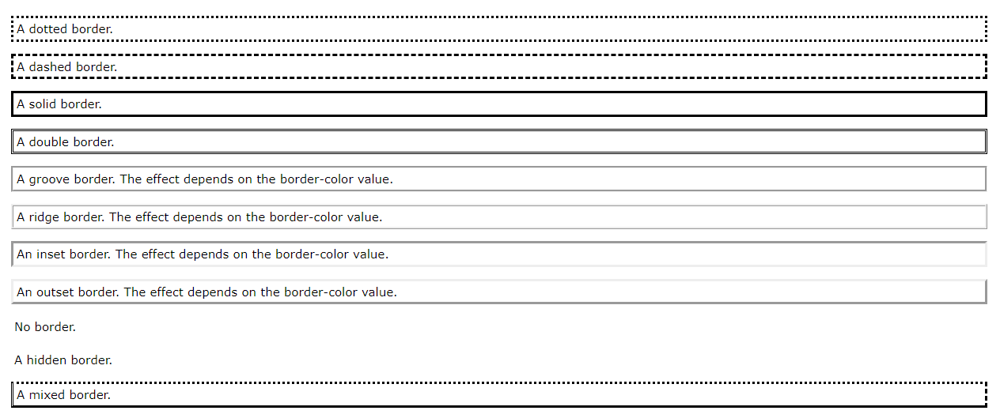 A dotted border.
A dashed border.
A solid border.
A double border.
A groove border. The effect depends on the border-color value.
A ridge border. The effect depends on the border-color value.
An inset border. The effect depends on the border-color value.
An outset border. The effect depends on the border-color value.
No border.
A hidden border.
A mixed border.